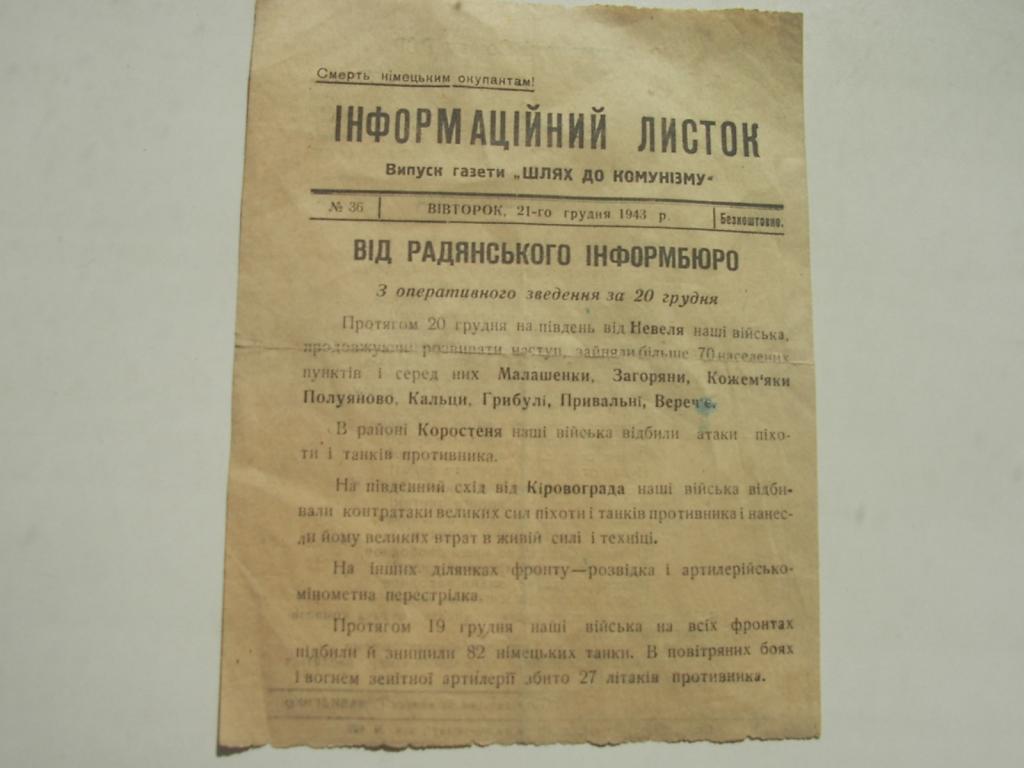 Смерть німецьким окупантам!
ІНФОРМАЦІЙНИЙ ЛИСТОК
Випуск газети „ШЛЯХ ДО КОМУНІЗМУ“
№ 36
ВІВТОРОК, 21-го грудня 1943 р.
Безкоштовно.
ВІД РАДЯНСЬКОГО ІНФОРМБЮРО
З оперативного зведення за 20 грудня
Протягом 20 грудня на південь від Невеля наші війська,
продовжуючи розвивати наступ, зайняли більше 70 населених
пунктів і серед них Малашенки, Загоряни, Кожем'яки
Полуяново, Кальци, Грибулі, Привальні, Вереч'є.
В районі Коростеня наші війська відбили атаки піхо-
ти і танків противника.
На південний схід від Кіровограда наші війська відби-
вали контратаки великих сил піхоти і танків противника і нанес-
ли йому великих втрат в живій силі і техніці.
На інших ділянках фронту—розвідка і артилерійсько-
мінометна перестрілка.
Протягом 19 грудня наші війська на всіх фронтах
підбили й знищили 82 німецьких танки. В повітряних боях
і вогнем зенітної артилерії збито 27 літаків противника.